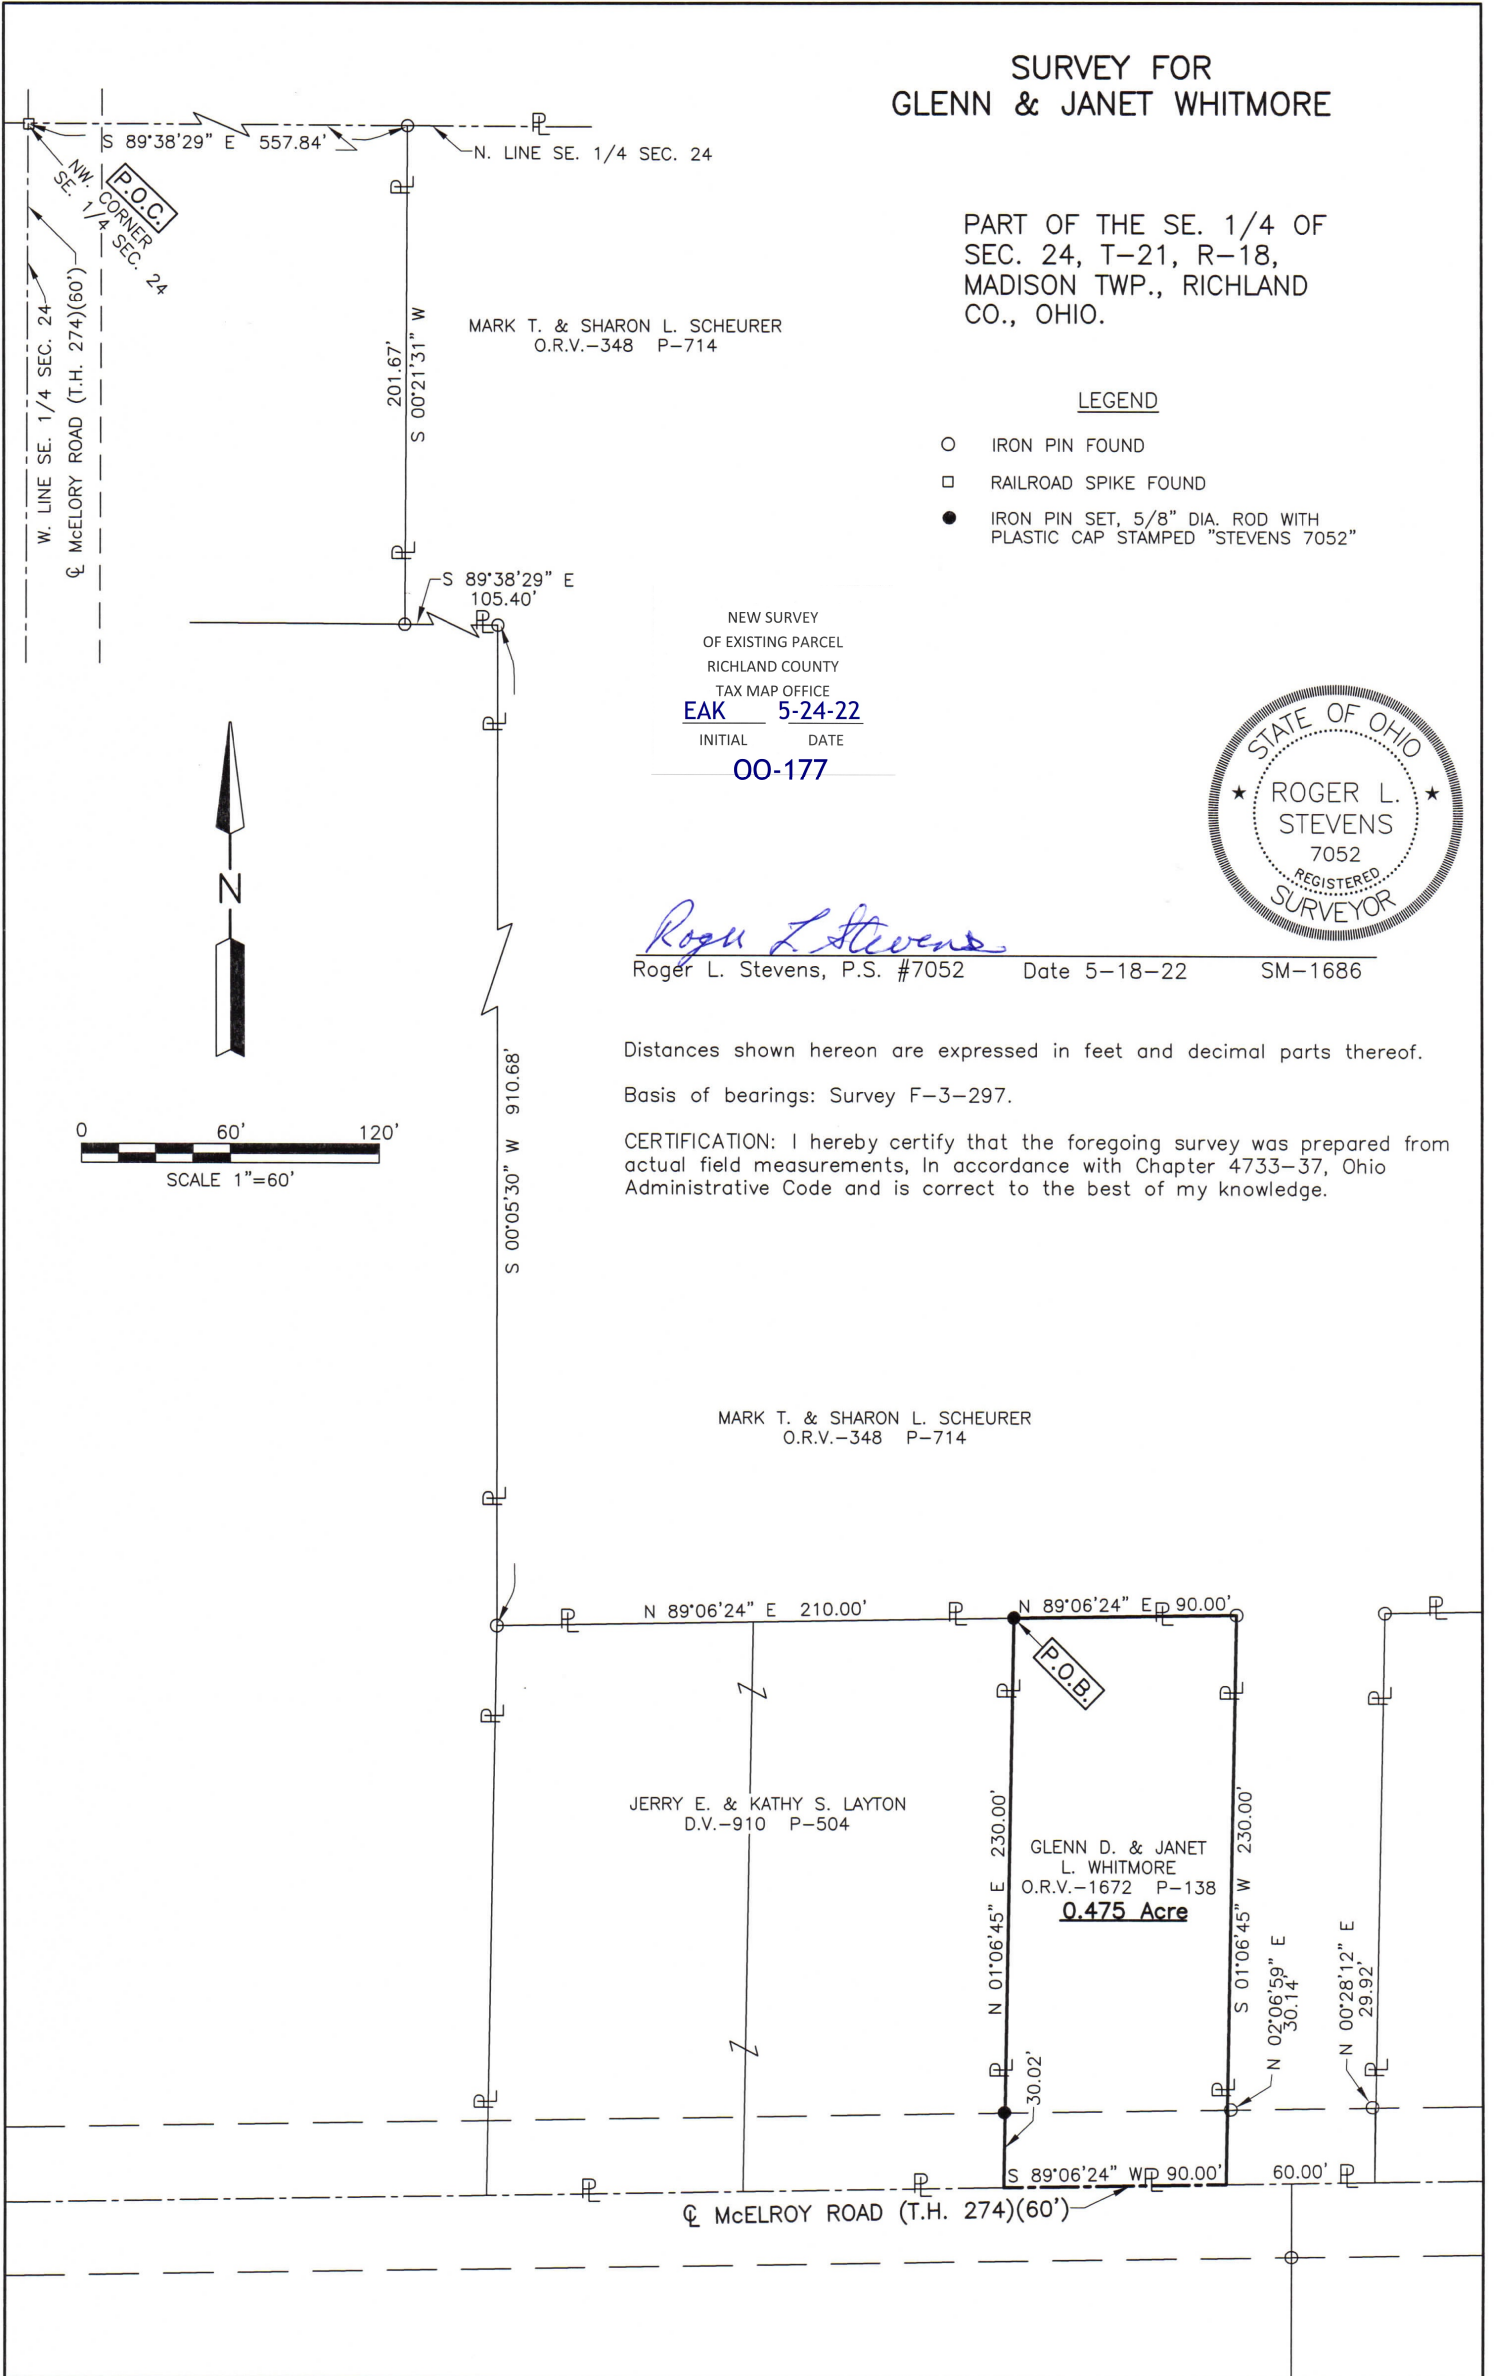 SURVEY FOR
GLENN & JANET WHITMORE
S 89°38'29" E 557.84'
N. LINE SE. 1/4 SEC. 24
P.O.C.
NW. CORNER
SE. 1/4 SEC. 24
W. LINE SE. 1/4 SEC. 24
℄ McELORY ROAD (T.H. 274)(60')
201.67'
S 00°21'31" W
MARK T. & SHARON L. SCHEURER
O.R.V.-348 P-714
PART OF THE SE. 1/4 OF
SEC. 24, T-21, R-18,
MADISON TWP., RICHLAND
CO., OHIO.
LEGEND
IRON PIN FOUND
RAILROAD SPIKE FOUND
IRON PIN SET, 5/8" DIA. ROD WITH
PLASTIC CAP STAMPED "STEVENS 7052"
S 89°38'29" E
105.40'
NEW SURVEY
OF EXISTING PARCEL
RICHLAND COUNTY
TAX MAP OFFICE
EAK 5-24-22
INITIAL DATE
OO-177
STATE OF OHIO
ROGER L.
STEVENS
7052
REGISTERED
SURVEYOR
N
Roger L Stevens
Roger L. Stevens, P.S. #7052 Date 5-18-22 SM-1686
Distances shown hereon are expressed in feet and decimal parts thereof.
Basis of bearings: Survey F-3-297.
CERTIFICATION: I hereby certify that the foregoing survey was prepared from
actual field measurements, In accordance with Chapter 4733-37, Ohio
Administrative Code and is correct to the best of my knowledge.
0 60' 120'
SCALE 1"=60'
S 00°05'30" W 910.68'
MARK T. & SHARON L. SCHEURER
O.R.V.-348 P-714
N 89°06'24" E 210.00'
N 89°06'24" E 90.00'
P.O.B.
JERRY E. & KATHY S. LAYTON
D.V.-910 P-504
N 01°06'45" E 230.00'
GLENN D. & JANET
L. WHITMORE
O.R.V.-1672 P-138
0.475 Acre
S 01°06'45" W 230.00'
N 02°06'59" E
30.14'
N 00°28'12" E
29.92'
30.02'
S 89°06'24" W 90.00'
60.00'
℄ McELROY ROAD (T.H. 274)(60')